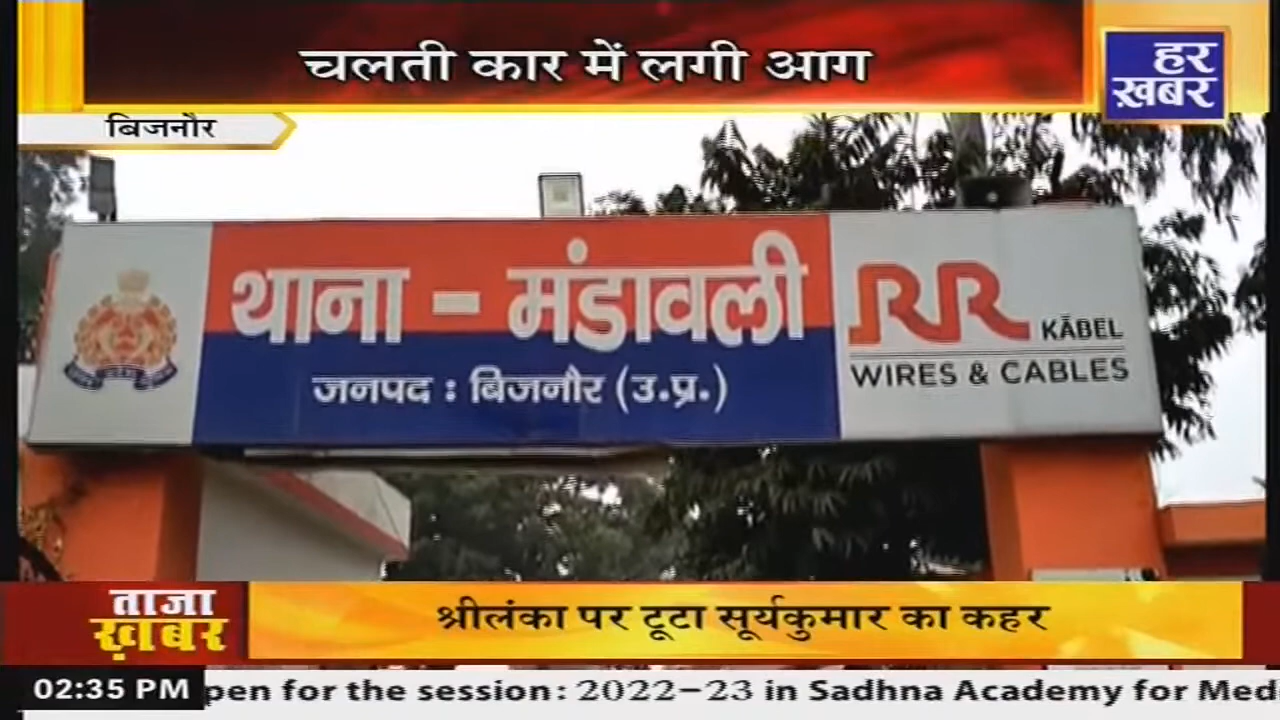 चलती कार में लगी आग
हर
ख़बर
बिजनौर
थाना - मंडावली
जनपद : बिजनौर (उ.प्र.)
RR KĀBEL
WIRES & CABLES
ताजा
ख़बर
श्रीलंका पर टूटा सूर्यकुमार का कहर
02:35 PM
pen for the session: 2022-23 in Sadhna Academy for Med